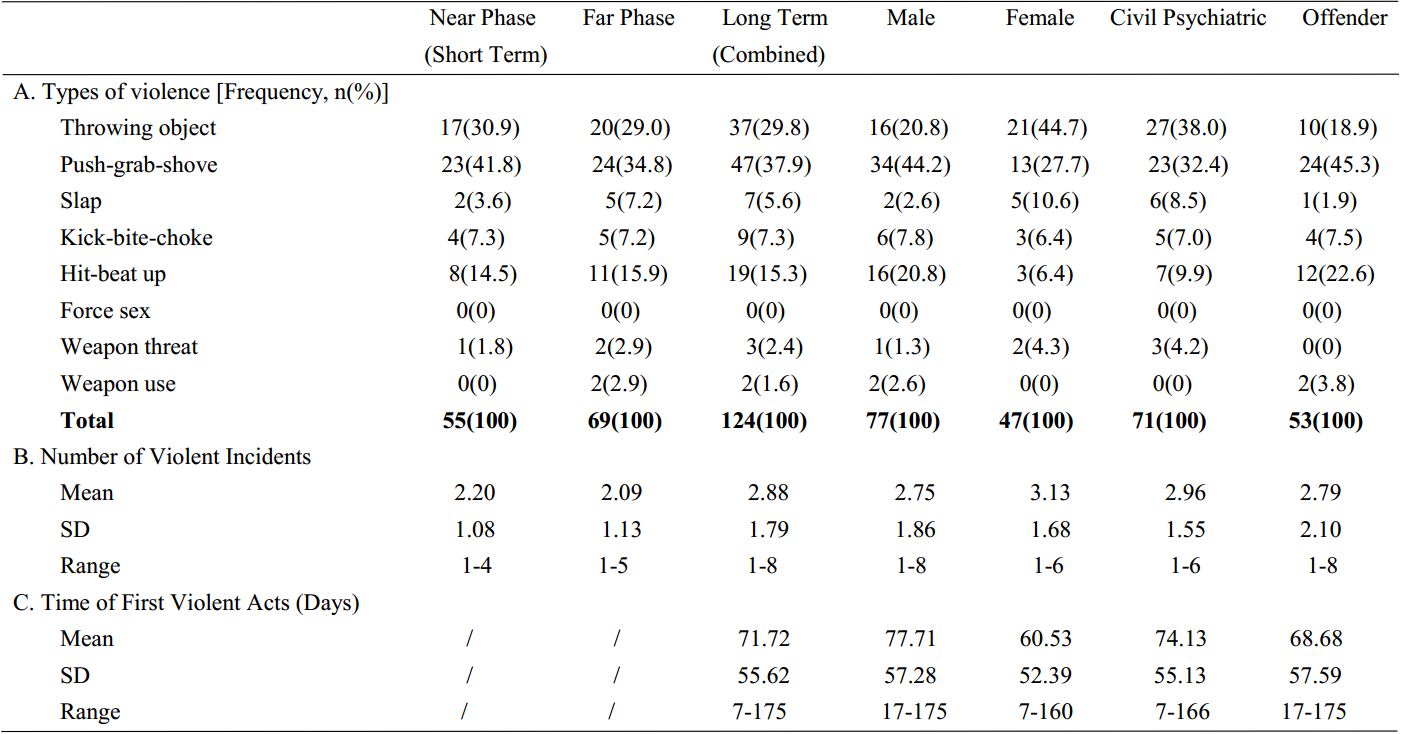 Near Phase Far Phase Long Term Male Female Civil Psychiatric Offender
(Short Term) (Combined)
A. Types of violence [Frequency, n(%)]
Throwing object 17(30.9) 20(29.0) 37(29.8) 16(20.8) 21(44.7) 27(38.0) 10(18.9)
Push-grab-shove 23(41.8) 24(34.8) 47(37.9) 34(44.2) 13(27.7) 23(32.4) 24(45.3)
Slap 2(3.6) 5(7.2) 7(5.6) 2(2.6) 5(10.6) 6(8.5) 1(1.9)
Kick-bite-choke 4(7.3) 5(7.2) 9(7.3) 6(7.8) 3(6.4) 5(7.0) 4(7.5)
Hit-beat up 8(14.5) 11(15.9) 19(15.3) 16(20.8) 3(6.4) 7(9.9) 12(22.6)
Force sex 0(0) 0(0) 0(0) 0(0) 0(0) 0(0) 0(0)
Weapon threat 1(1.8) 2(2.9) 3(2.4) 1(1.3) 2(4.3) 3(4.2) 0(0)
Weapon use 0(0) 2(2.9) 2(1.6) 2(2.6) 0(0) 0(0) 2(3.8)
Total 55(100) 69(100) 124(100) 77(100) 47(100) 71(100) 53(100)
B. Number of Violent Incidents
Mean 2.20 2.09 2.88 2.75 3.13 2.96 2.79
SD 1.08 1.13 1.79 1.86 1.68 1.55 2.10
Range 1-4 1-5 1-8 1-8 1-6 1-6 1-8
C. Time of First Violent Acts (Days)
Mean / / 71.72 77.71 60.53 74.13 68.68
SD / / 55.62 57.28 52.39 55.13 57.59
Range / / 7-175 17-175 7-160 7-166 17-175